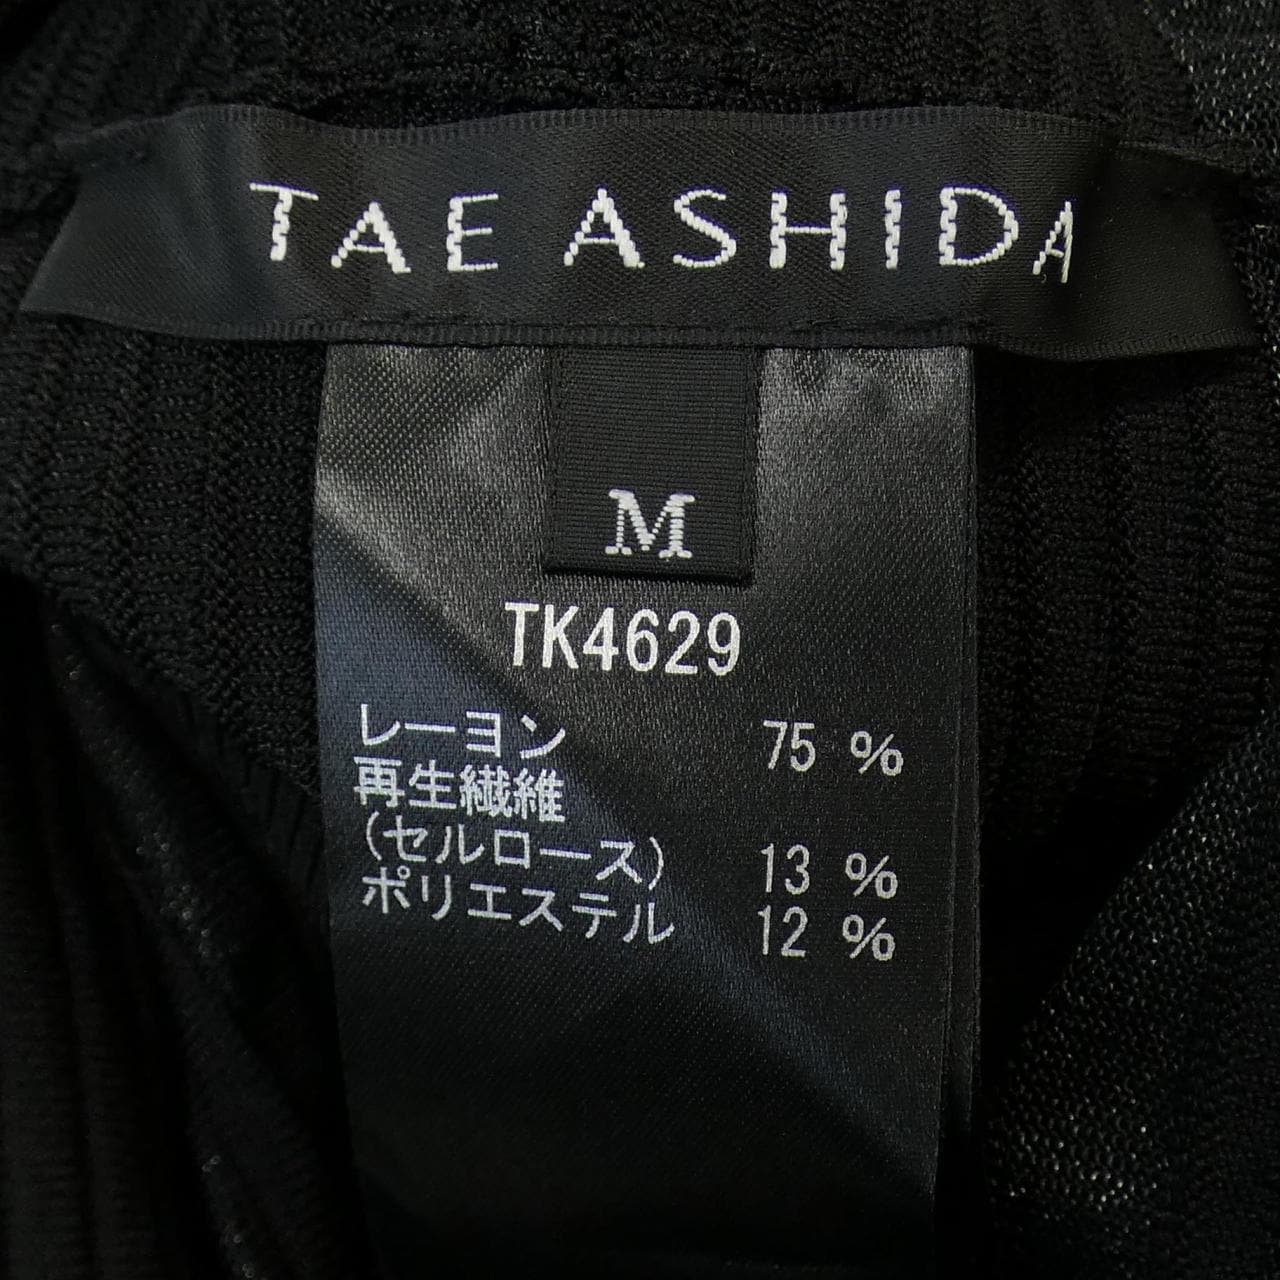 TAE ASHIDA
M
TK4629
レーヨン 75 %
再生繊維
(セルロース) 13 %
ポリエステル 12 %